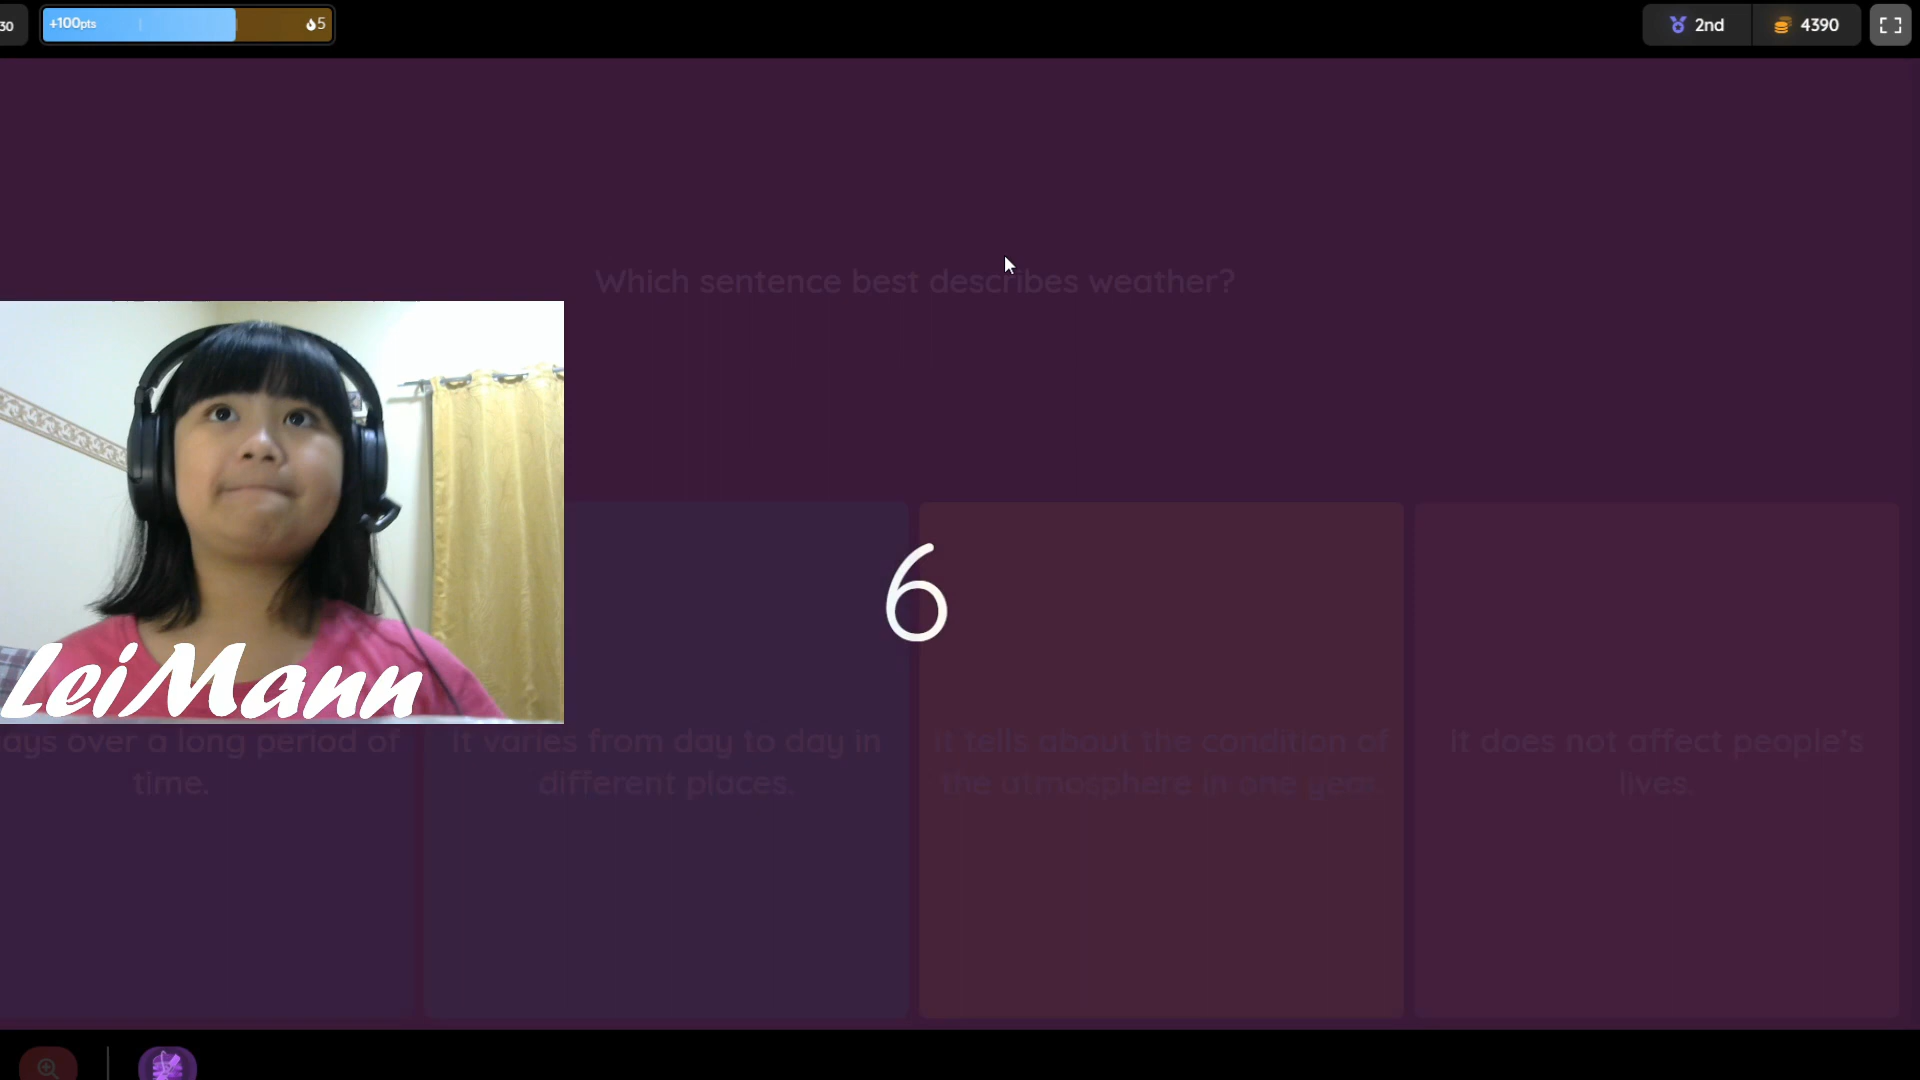 30
+100pts
5
2nd
4390
Which sentence best describes weather?
6
LeiMann
ays over a long period of
time.
It varies from day to day in
different places.
It tells about the condition of
the atmosphere in one year.
It does not affect people's
lives.